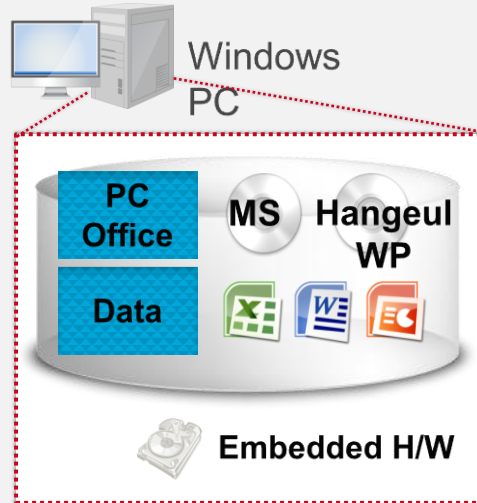 Windows
PC
PC
Office
MS
Hangeul
WP
Data
X
W
Embedded H/W